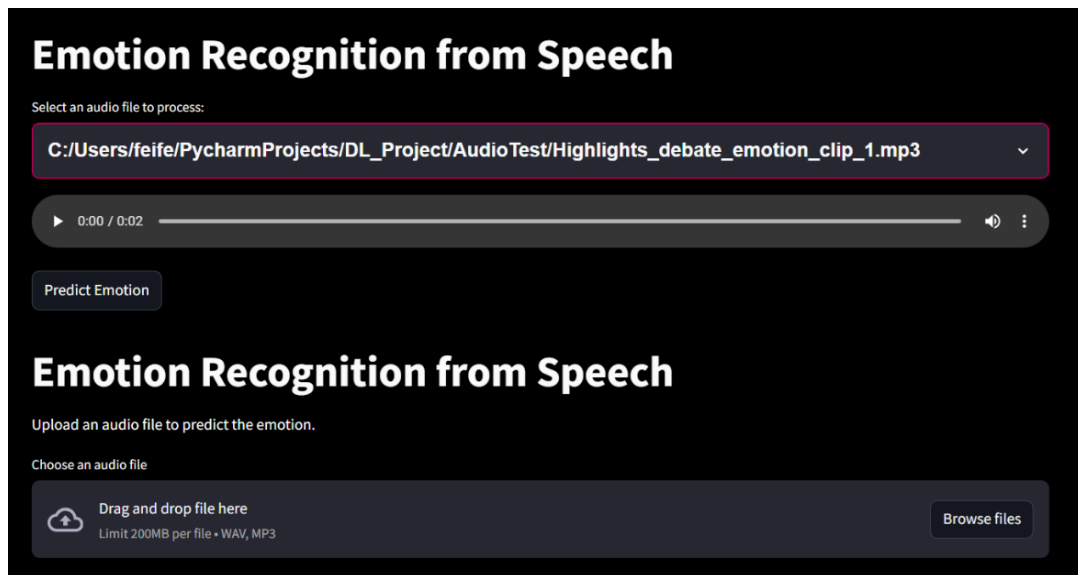 Emotion Recognition from Speech
Select an audio file to process:
C:/Users/feife/PycharmProjects/DL_Project/AudioTest/Highlights_debate_emotion_clip_1.mp3
0:00 / 0:02
Predict Emotion
Emotion Recognition from Speech
Upload an audio file to predict the emotion.
Choose an audio file
Drag and drop file here
Browse files
Limit 200MB per file • WAV, MP3